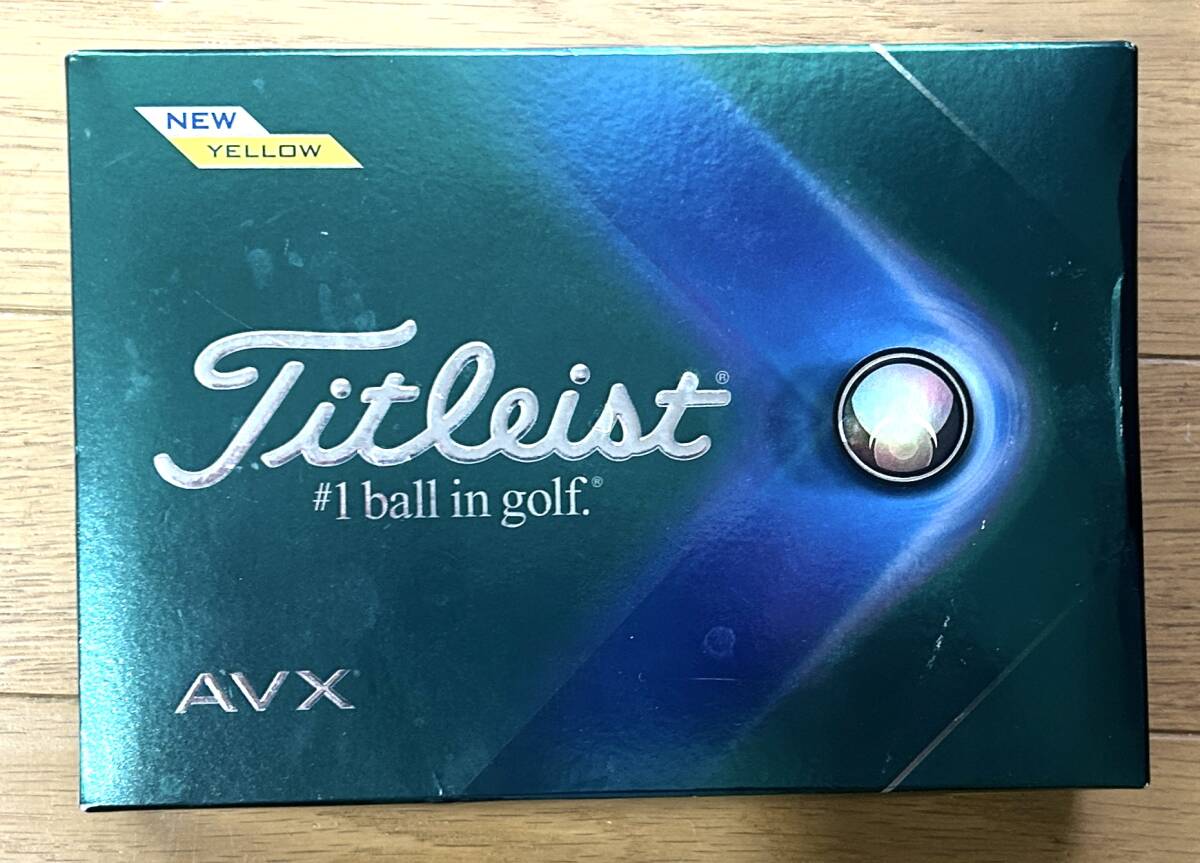 NEW
YELLOW
Titleist®
#1 ball in golf.®
AVX